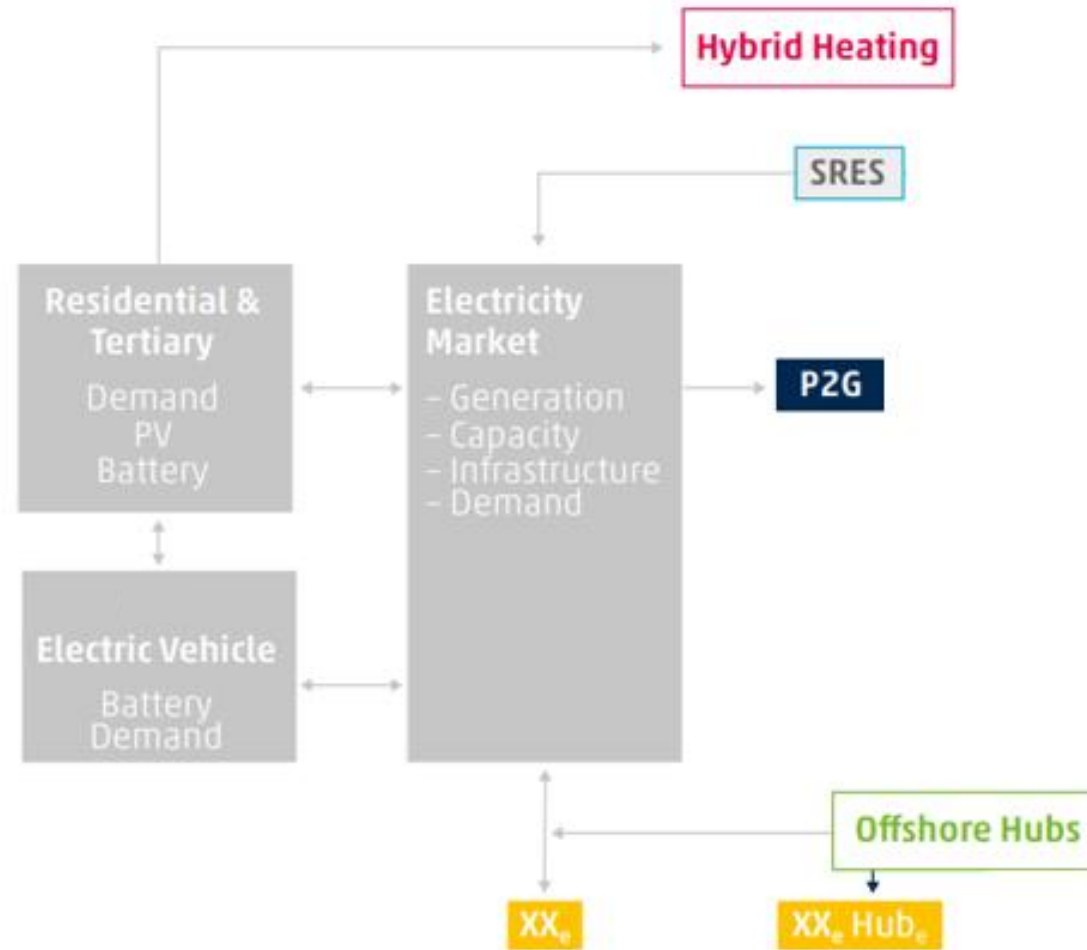 Hybrid Heating
SRES
Residential &
Tertiary
Demand
PV
Battery
Electricity
Market
– Generation
– Capacity
– Infrastructure
– Demand
P2G
Electric Vehicle
Battery
Demand
Offshore Hubs
XXₑ
XXₑ Hubₑ